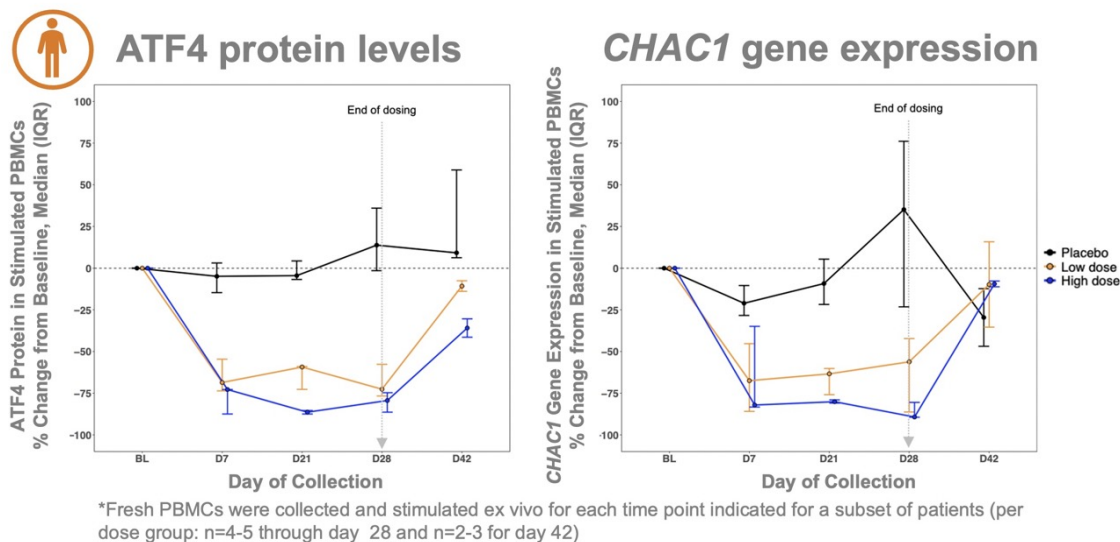 ATF4 protein levels
ATF4 Protein in Stimulated PBMCs
% Change from Baseline, Median (IQR)
100
75
50
25
0
−25
−50
−75
−100
End of dosing
BL D7 D21 D28 D42
Day of Collection
CHAC1 gene expression
CHAC1 Gene Expression in Stimulated PBMCs
% Change from Baseline, Median (IQR)
100
75
50
25
0
-25
-50
-75
-100
End of dosing
BL D7 D21 D28 D42
Day of Collection
Placebo
Low dose
High dose
*Fresh PBMCs were collected and stimulated ex vivo for each time point indicated for a subset of patients (per
dose group: n=4-5 through day 28 and n=2-3 for day 42)